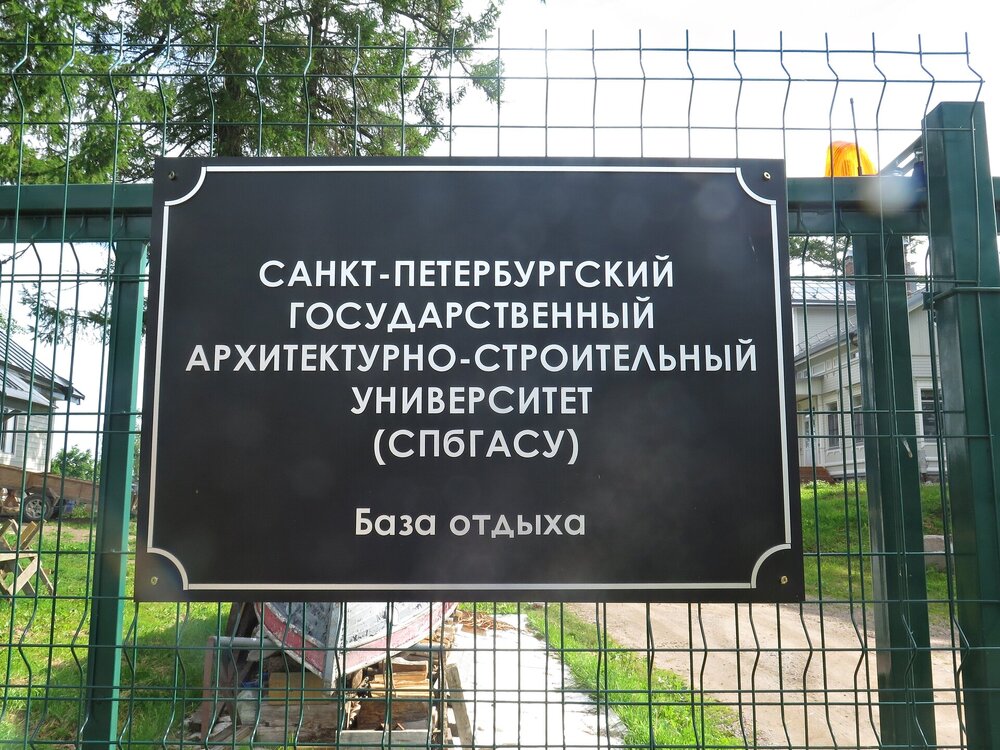 САНКТ-ПЕТЕРБУРГСКИЙ
ГОСУДАРСТВЕННЫЙ
АРХИТЕКТУРНО-СТРОИТЕЛЬНЫЙ
УНИВЕРСИТЕТ
(СПбГАСУ)
База отдыха